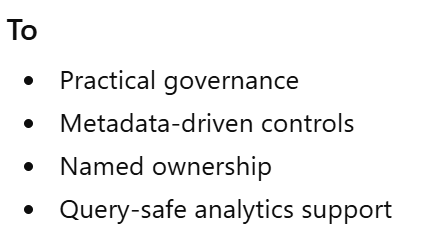 To
• Practical governance
• Metadata-driven controls
• Named ownership
• Query-safe analytics support